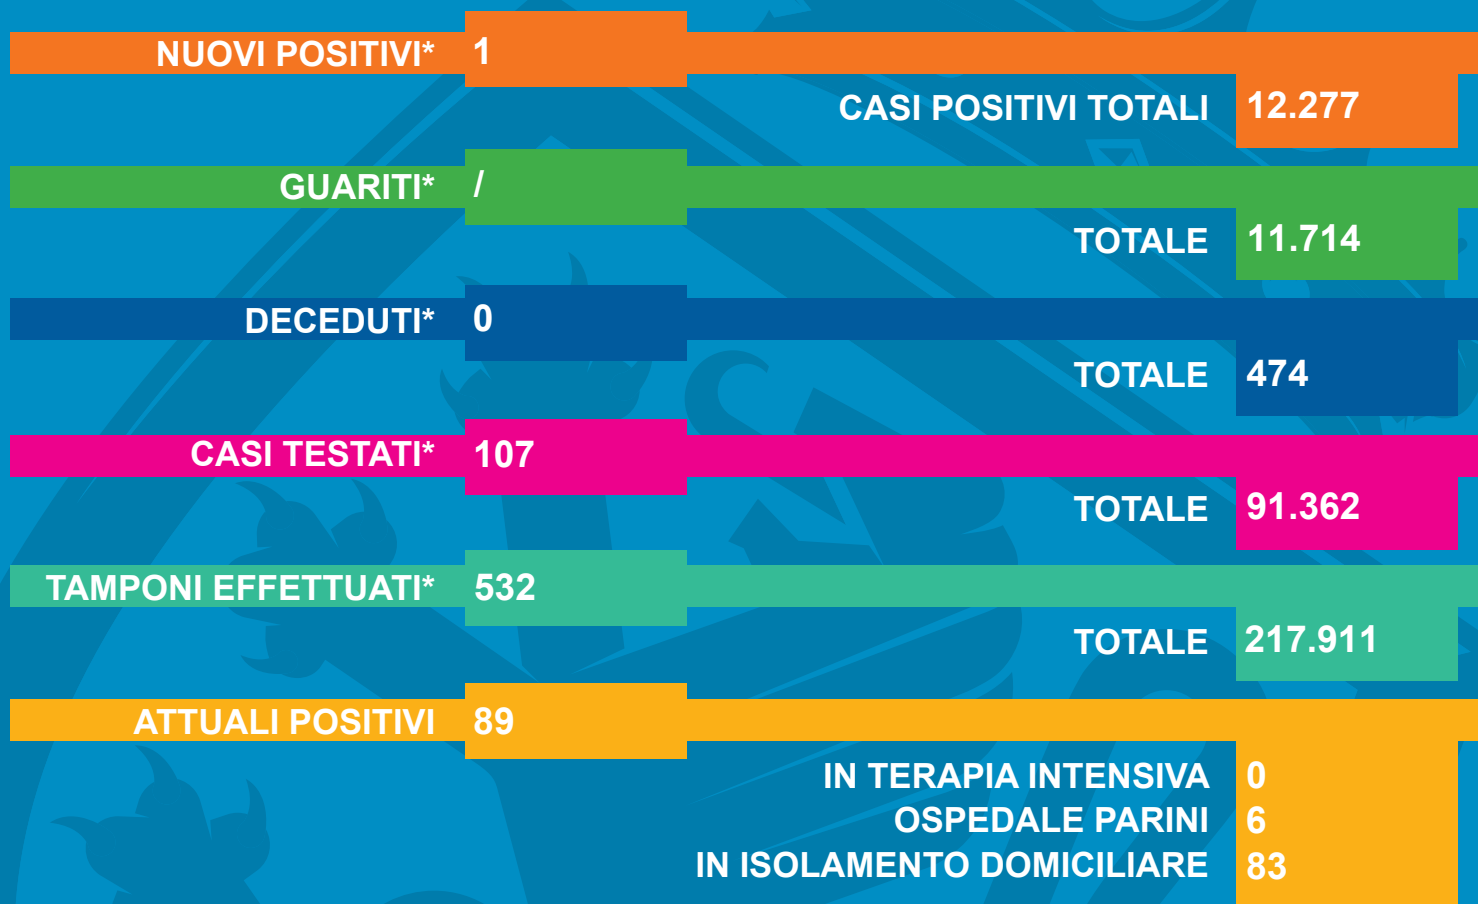 NUOVI POSITIVI* 1
CASI POSITIVI TOTALI 12.277
GUARITI* /
TOTALE 11.714
DECEDUTI* 0
TOTALE 474
CASI TESTATI* 107
TOTALE 91.362
TAMPONI EFFETTUATI* 532
TOTALE 217.911
ATTUALI POSITIVI 89
IN TERAPIA INTENSIVA 0
OSPEDALE PARINI 6
IN ISOLAMENTO DOMICILIARE 83